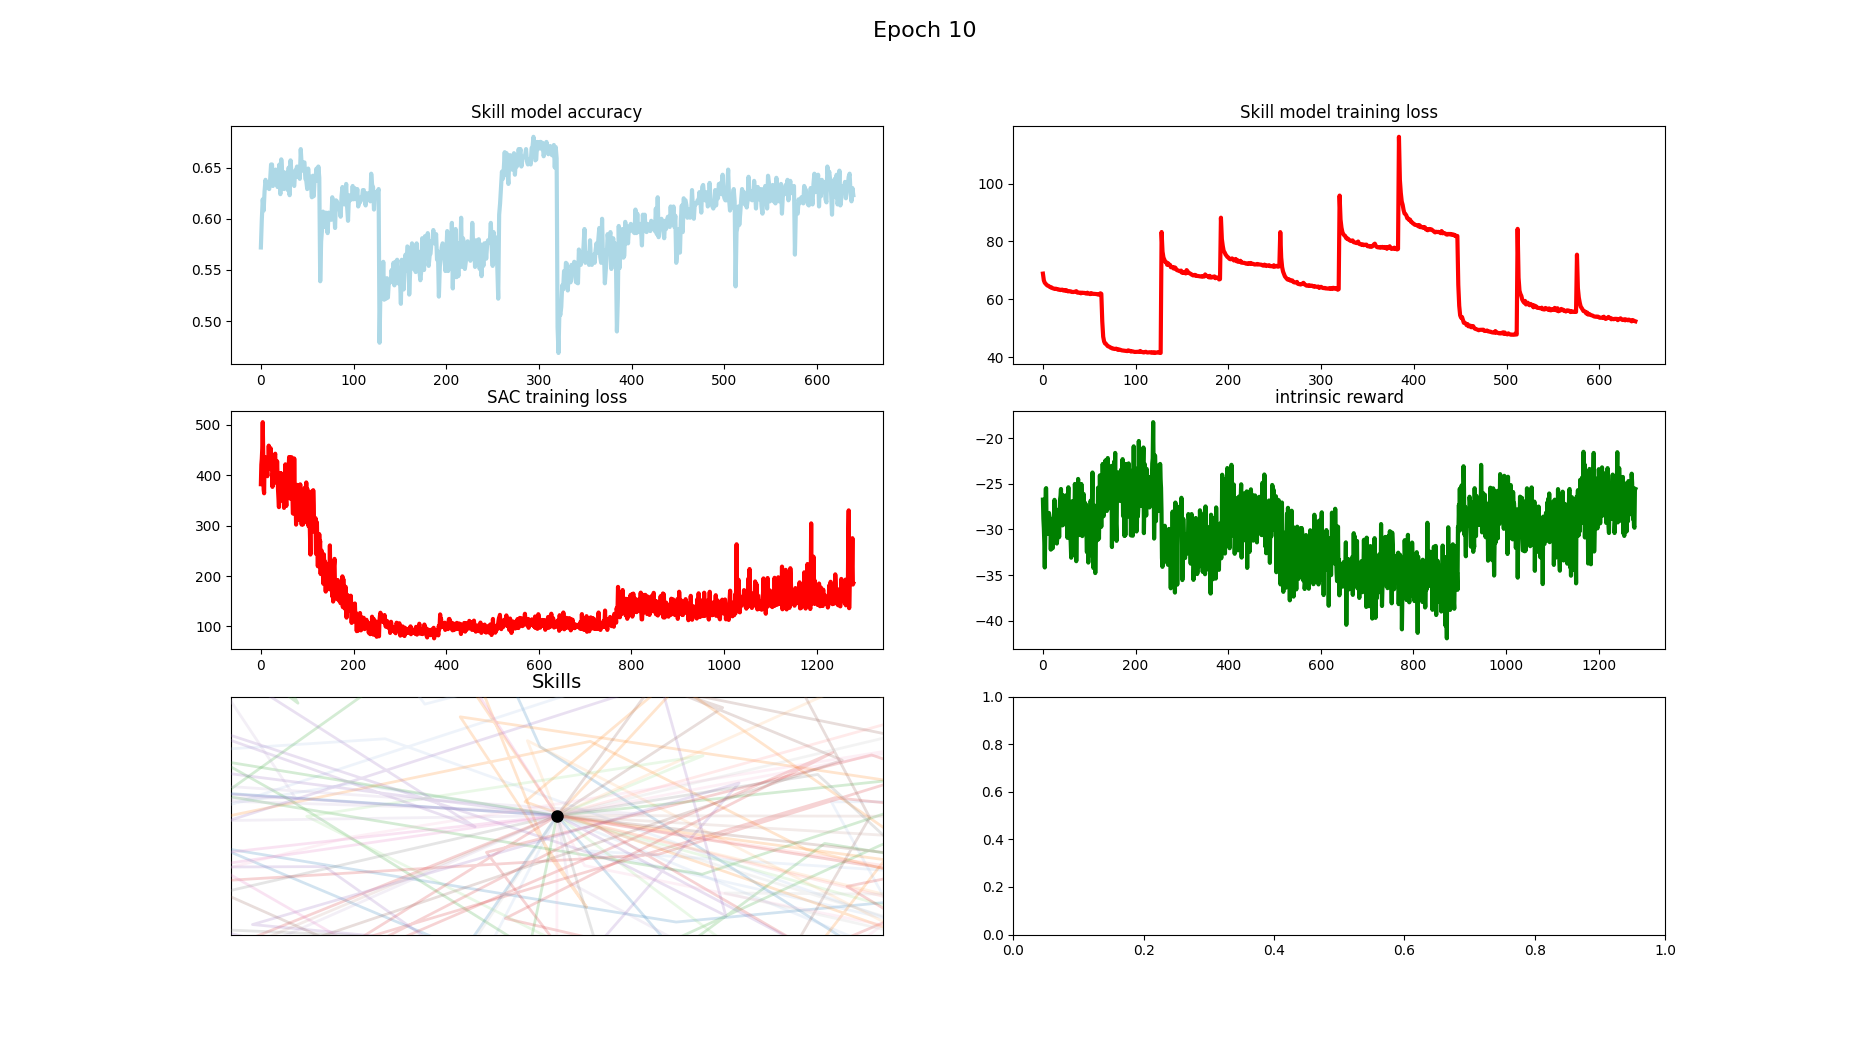 Epoch 10
Skill model accuracy
0.65
0.60
0.55
0.50
0 100 200 300 400 500 600
Skill model training loss
100
80
60
40
0 100 200 300 400 500 600
SAC training loss
500
400
300
200
100
0 200 400 600 800 1000 1200
intrinsic reward
−20
−25
−30
−35
−40
0 200 400 600 800 1000 1200
Skills
1.0
0.8
0.6
0.4
0.2
0.0
0.0 0.2 0.4 0.6 0.8 1.0